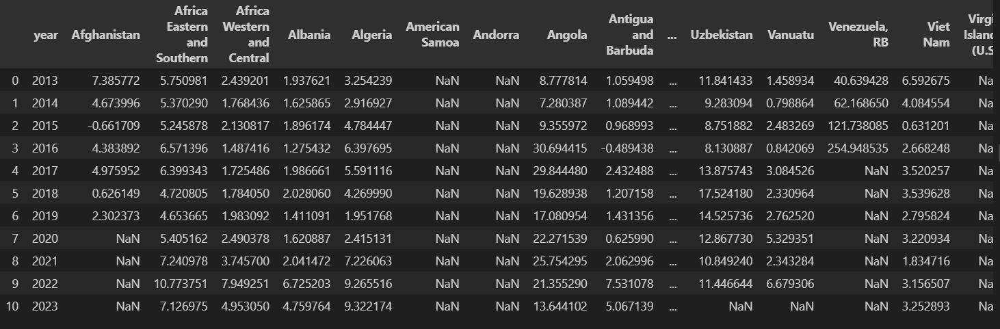 year Afghanistan Africa Eastern and Southern Africa Western and Central Albania Algeria American Samoa Andorra Angola Antigua and Barbuda ... Uzbekistan Vanuatu Venezuela, RB Viet Nam Virgi Islanc (U.S
0 2013 7.385772 5.750981 2.439201 1.937621 3.254239 NaN NaN 8.777814 1.059498 ... 11.841433 1.458934 40.639428 6.592675 Na
1 2014 4.673996 5.370290 1.768436 1.625865 2.916927 NaN NaN 7.280387 1.089442 ... 9.283094 0.798864 62.168650 4.084554 Na
2 2015 -0.661709 5.245878 2.130817 1.896174 4.784447 NaN NaN 9.355972 0.968993 ... 8.751882 2.483269 121.738085 0.631201 Na
3 2016 4.383892 6.571396 1.487416 1.275432 6.397695 NaN NaN 30.694415 -0.489438 ... 8.130887 0.842069 254.948535 2.668248 Na
4 2017 4.975952 6.399343 1.725486 1.986661 5.591116 NaN NaN 29.844480 2.432488 ... 13.875743 3.084526 NaN 3.520257 Na
5 2018 0.626149 4.720805 1.784050 2.028060 4.269990 NaN NaN 19.628938 1.207158 ... 17.524180 2.330964 NaN 3.539628 Na
6 2019 2.302373 4.653665 1.983092 1.411091 1.951768 NaN NaN 17.080954 1.431356 ... 14.525736 2.762520 NaN 2.795824 Na
7 2020 NaN 5.405162 2.490378 1.620887 2.415131 NaN NaN 22.271539 0.625990 ... 12.867730 5.329351 NaN 3.220934 Na
8 2021 NaN 7.240978 3.745700 2.041472 7.226063 NaN NaN 25.754295 2.062996 ... 10.849240 2.343284 NaN 1.834716 Na
9 2022 NaN 10.773751 7.949251 6.725203 9.265516 NaN NaN 21.355290 7.531078 ... 11.446644 6.679306 NaN 3.156507 Na
10 2023 NaN 7.126975 4.953050 4.759764 9.322174 NaN NaN 13.644102 5.067139 ... NaN NaN NaN 3.252893 Na